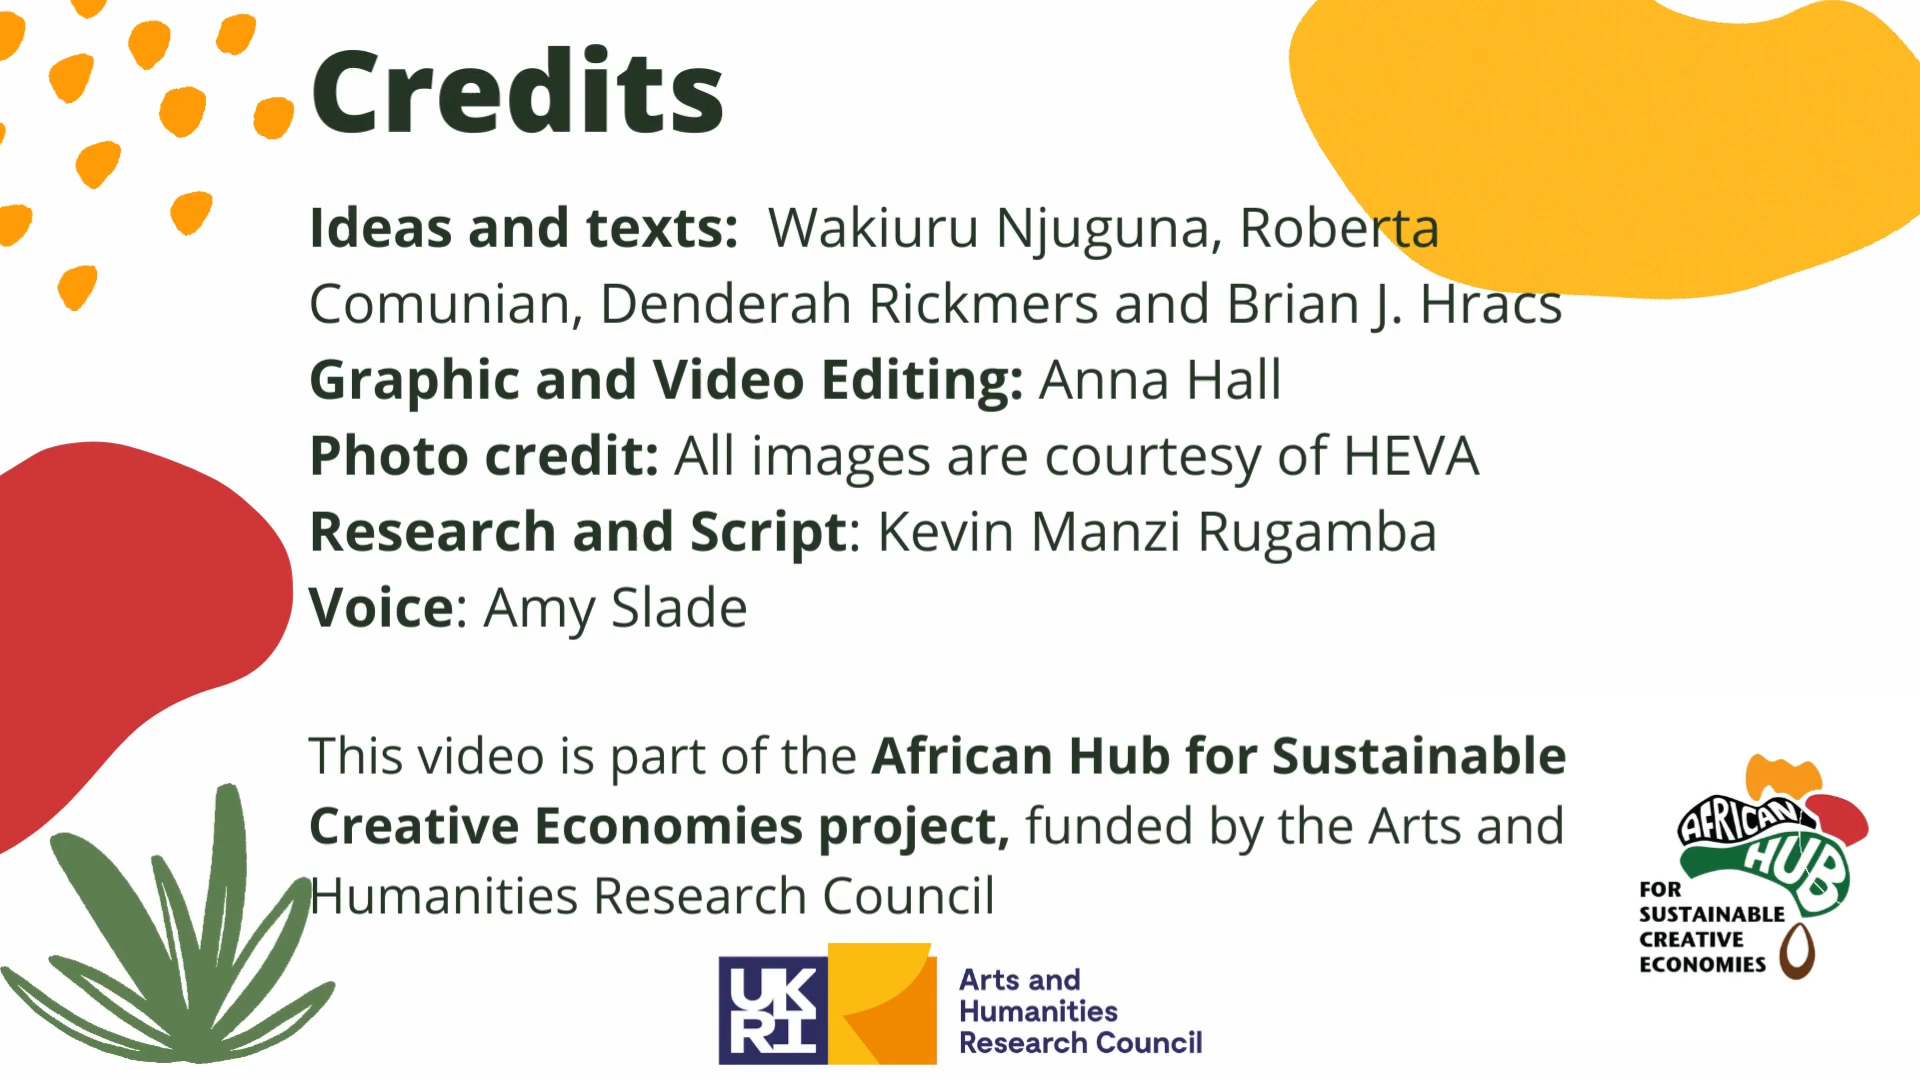 Credits
Ideas and texts: Wakiuru Njuguna, Roberta
Comunian, Denderah Rickmers and Brian J. Hracs
Graphic and Video Editing: Anna Hall
Photo credit: All images are courtesy of HEVA
Research and Script: Kevin Manzi Rugamba
Voice: Amy Slade
This video is part of the African Hub for Sustainable
Creative Economies project, funded by the Arts and
Humanities Research Council
AFRICAN
HUB
FOR
SUSTAINABLE
CREATIVE
ECONOMIES
UK
RI
Arts and
Humanities
Research Council